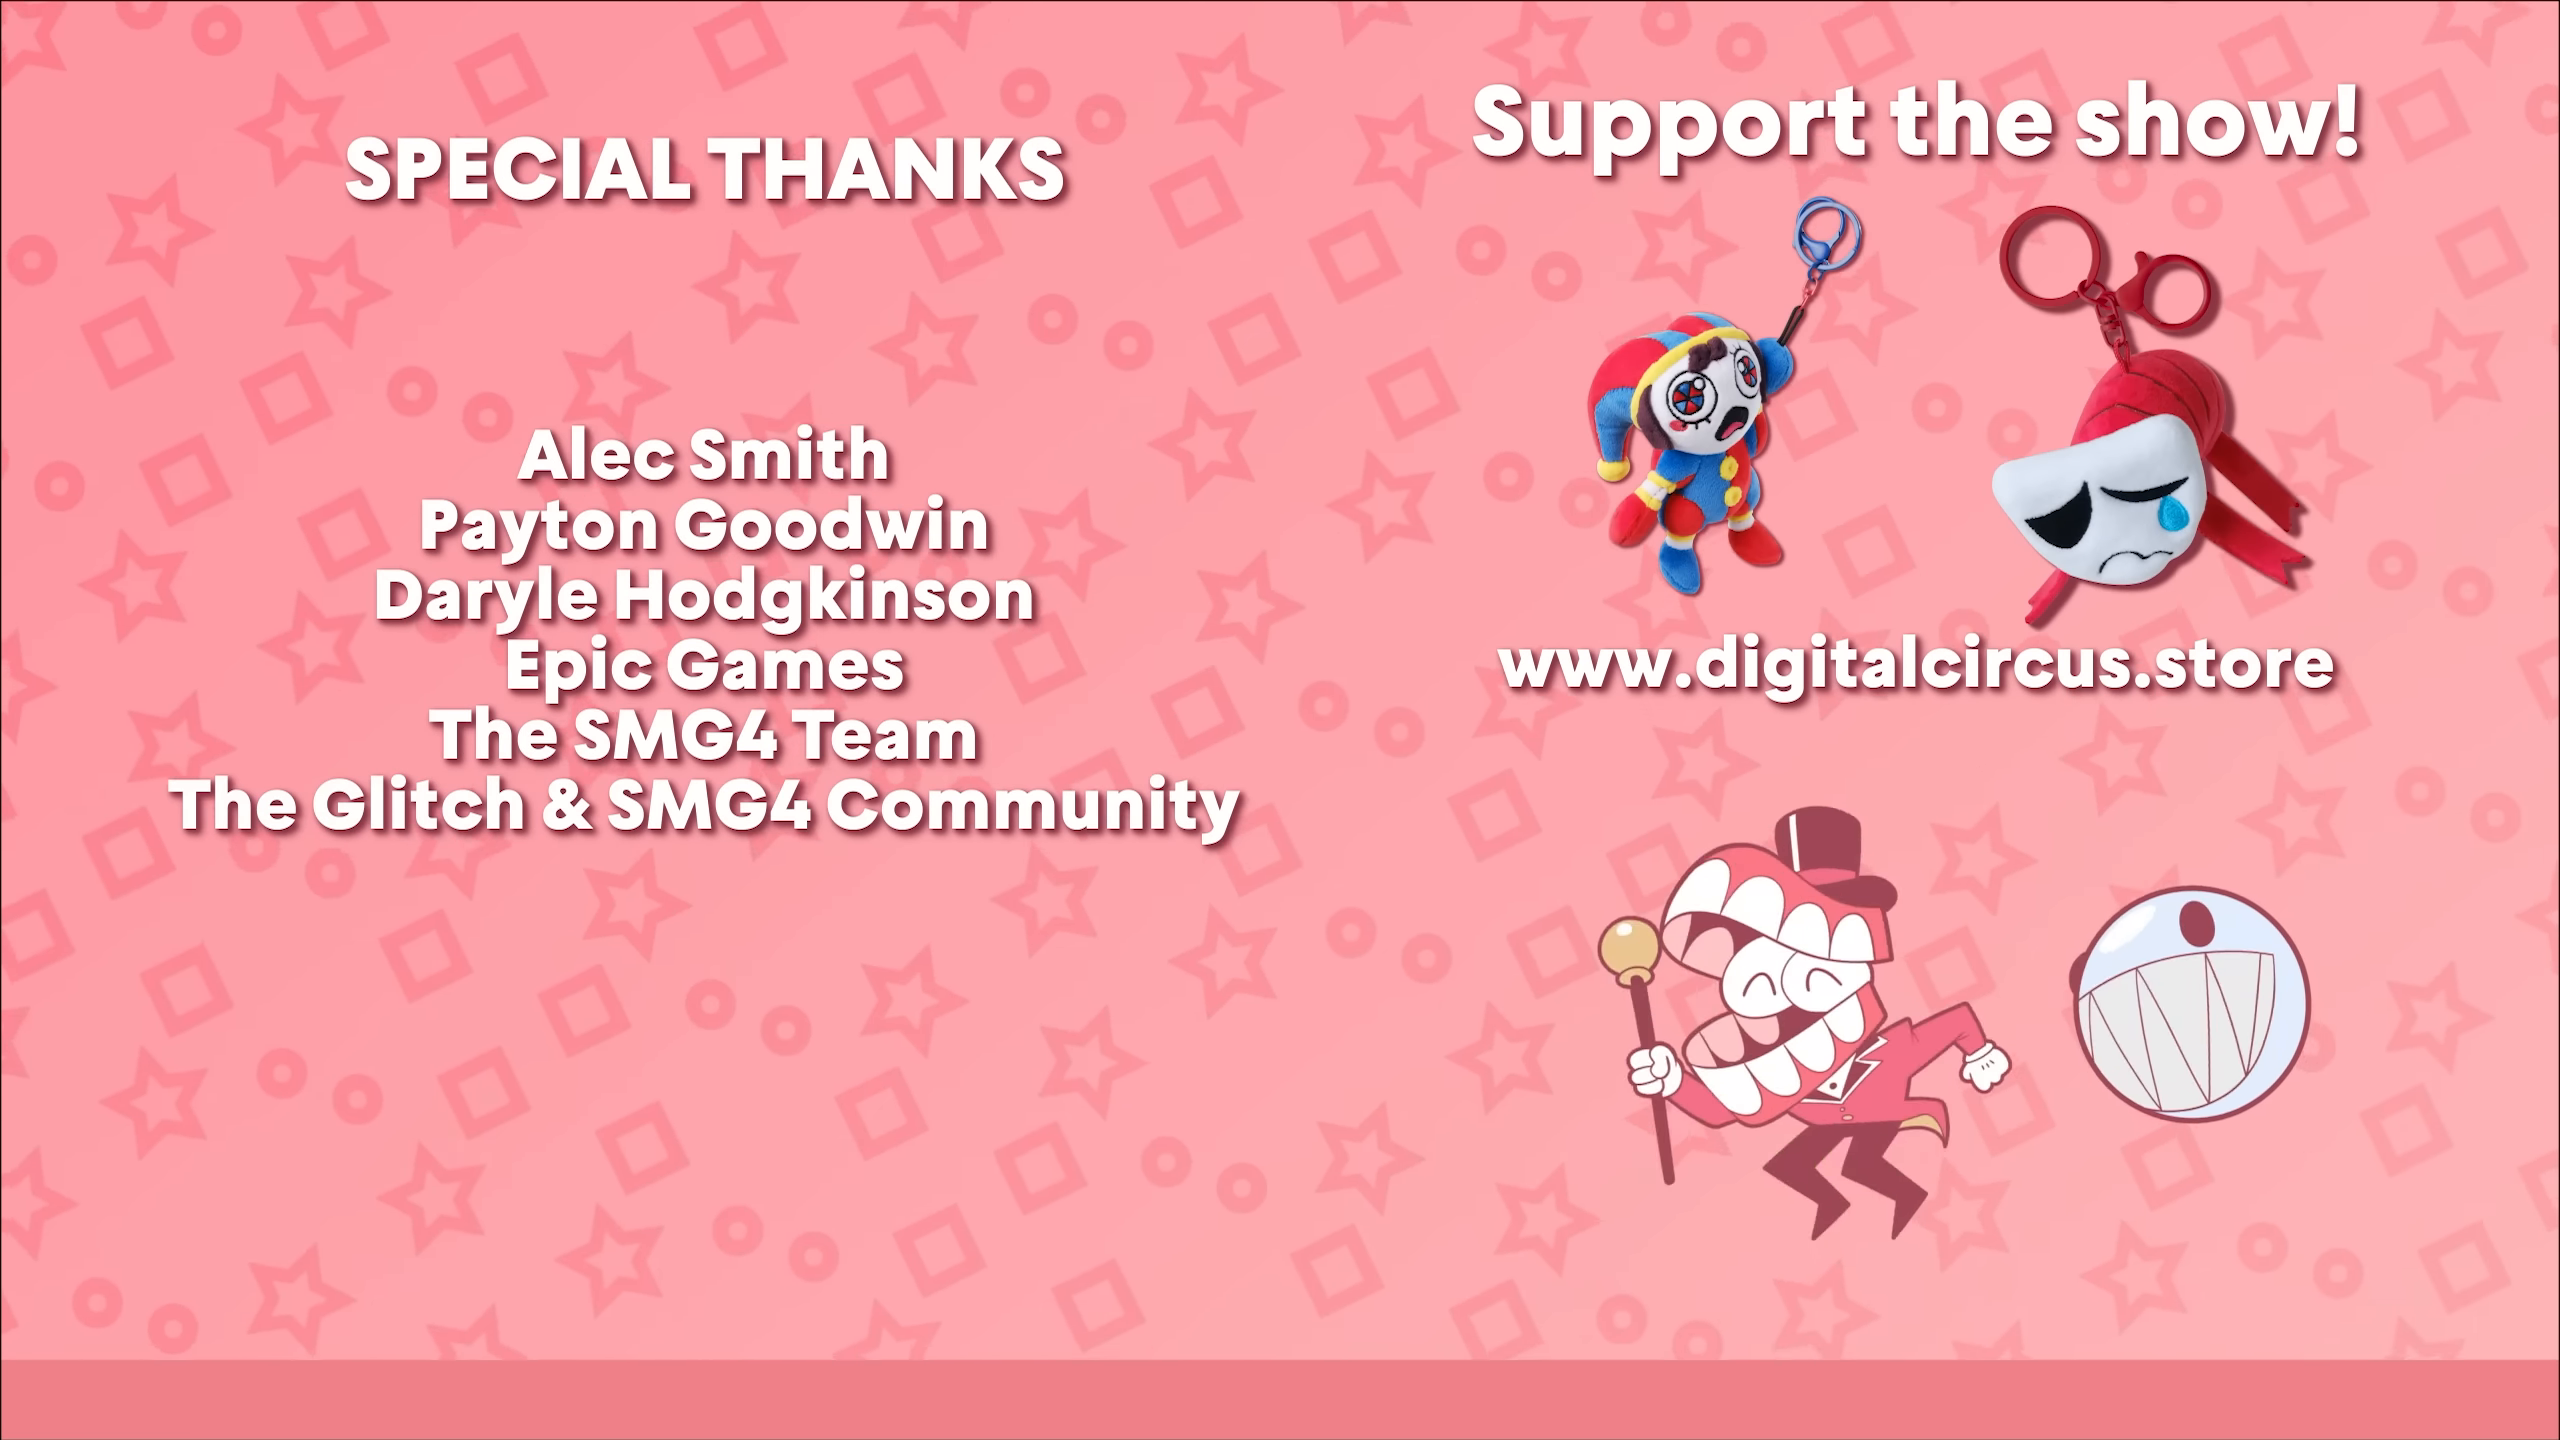 SPECIAL THANKS
Alec Smith
Payton Goodwin
Daryle Hodgkinson
Epic Games
The SMG4 Team
The Glitch & SMG4 Community
Support the show!
www.digitalcircus.store